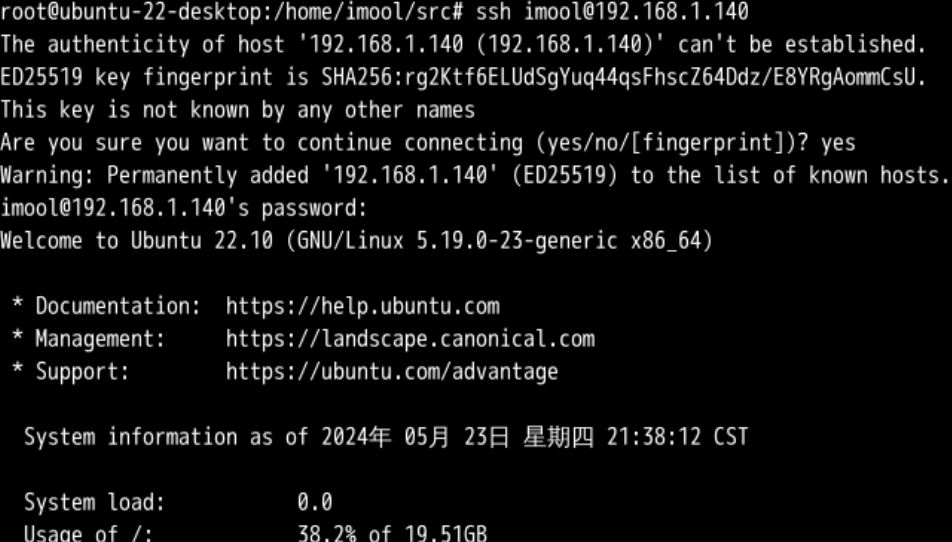 root@ubuntu-22-desktop:/home/imool/src# ssh imool@192.168.1.140
The authenticity of host '192.168.1.140 (192.168.1.140)' can't be established.
ED25519 key fingerprint is SHA256:rg2Ktf6ELUdSgYuq44qsFhscZ64Ddz/E8YRgAommCsU.
This key is not known by any other names
Are you sure you want to continue connecting (yes/no/[fingerprint])? yes
Warning: Permanently added '192.168.1.140' (ED25519) to the list of known hosts.
imool@192.168.1.140's password:
Welcome to Ubuntu 22.10 (GNU/Linux 5.19.0-23-generic x86_64)
* Documentation: https://help.ubuntu.com
* Management: https://landscape.canonical.com
* Support: https://ubuntu.com/advantage
System information as of 2024年 05月 23日 星期四 21:38:12 CST
System load: 0.0
Usage of /: 38.2% of 19.51GB